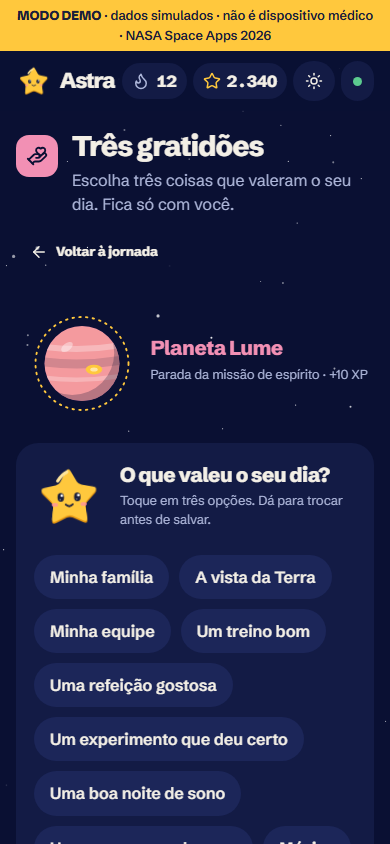 MODO DEMO · dados simulados · não é dispositivo médico
· NASA Space Apps 2026
Astra 12 2.340
Três gratidões
Escolha três coisas que valeram o seu
dia. Fica só com você.
Voltar à jornada
Planeta Lume
Parada da missão de espírito · +10 XP
O que valeu o seu dia?
Toque em três opções. Dá para trocar
antes de salvar.
Minha família A vista da Terra
Minha equipe Um treino bom
Uma refeição gostosa
Um experimento que deu certo
Uma boa noite de sono